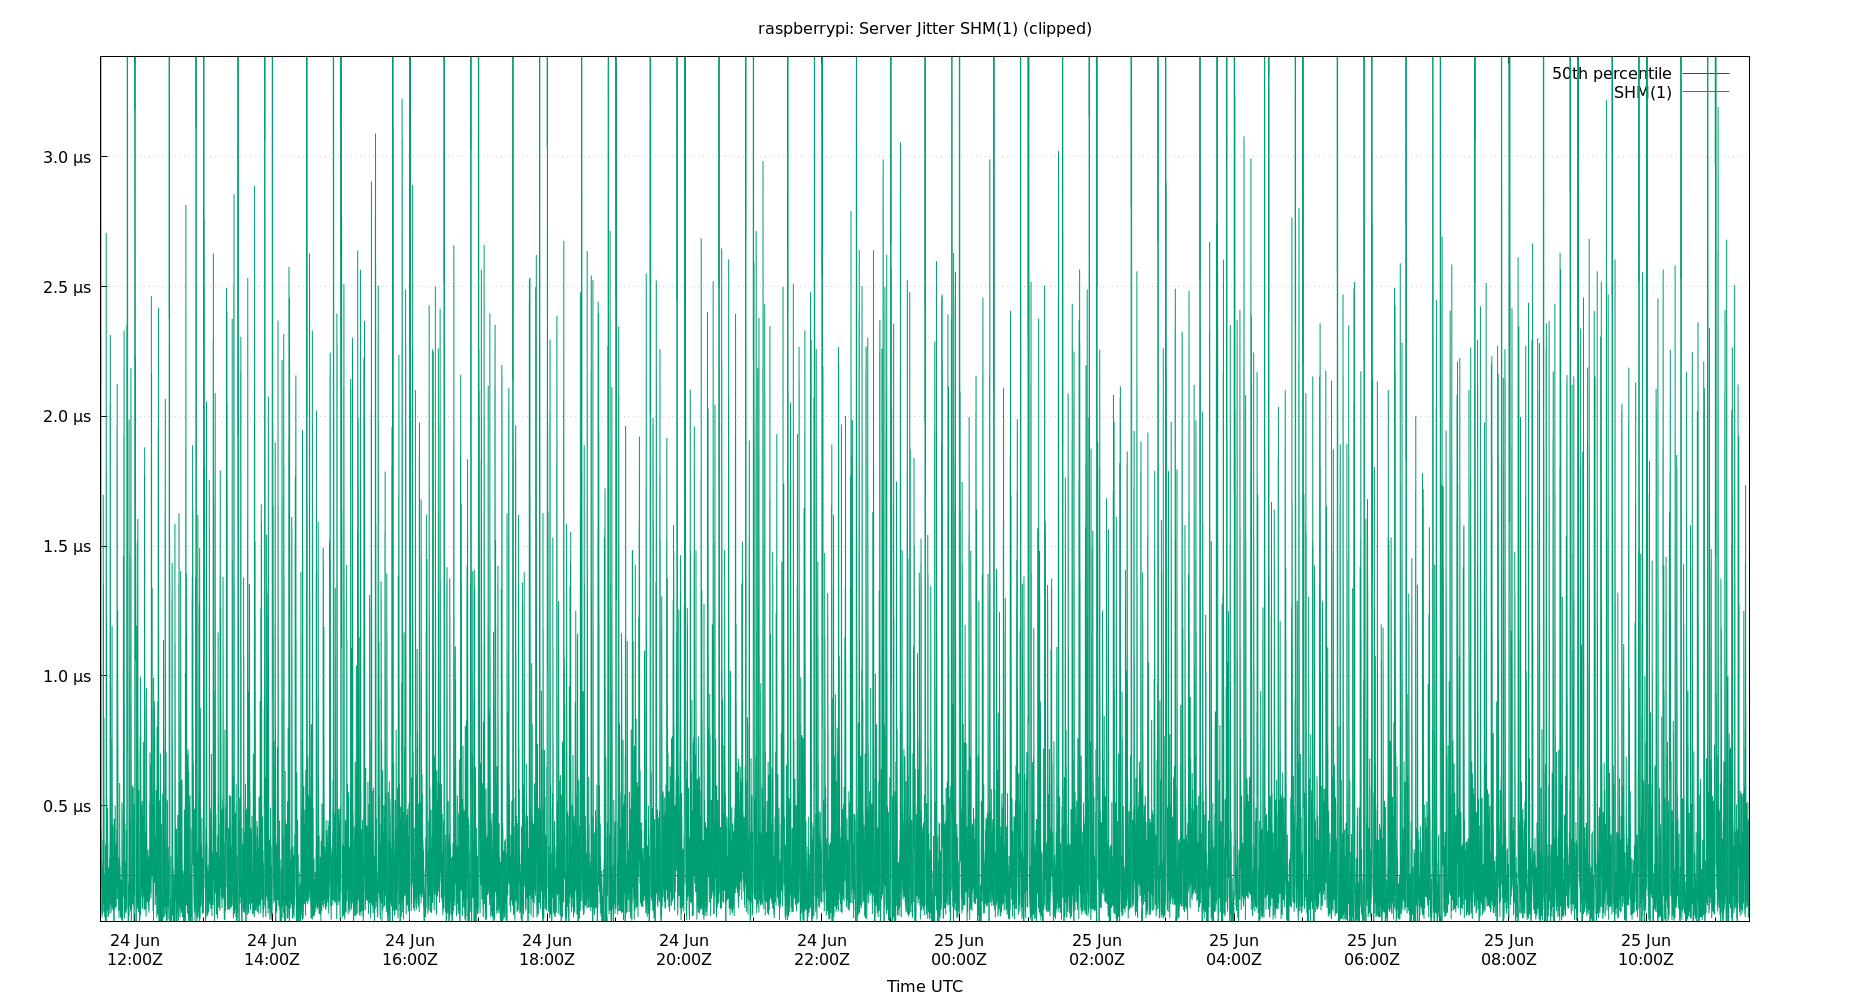 raspberrypi: Server Jitter SHM(1) (clipped)
50th percentile
SHM(1)
3.0 µs
2.5 µs
2.0 µs
1.5 µs
1.0 µs
0.5 µs
24 Jun 24 Jun 24 Jun 24 Jun 24 Jun 24 Jun 25 Jun 25 Jun 25 Jun 25 Jun 25 Jun 25 Jun
12:00Z 14:00Z 16:00Z 18:00Z 20:00Z 22:00Z 00:00Z 02:00Z 04:00Z 06:00Z 08:00Z 10:00Z
Time UTC